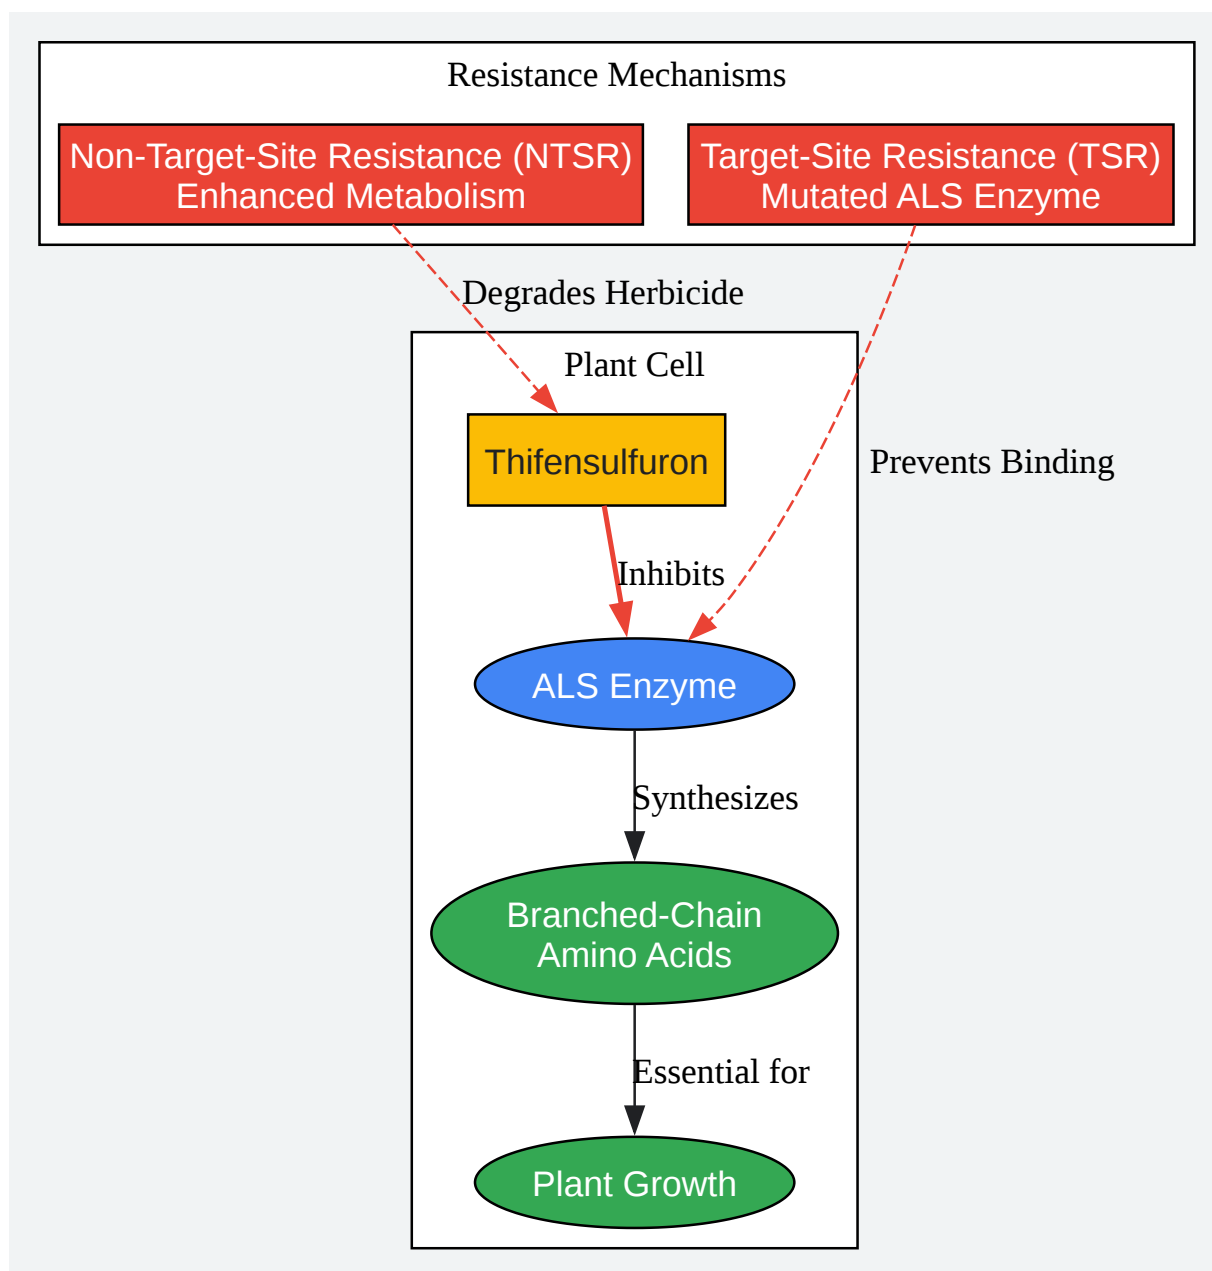 Resistance Mechanisms
Non-Target-Site Resistance (NTSR)
Enhanced Metabolism
Target-Site Resistance (TSR)
Mutated ALS Enzyme
Degrades Herbicide
Plant Cell
Thifensulfuron
Prevents Binding
Inhibits
ALS Enzyme
Synthesizes
Branched-Chain
Amino Acids
Essential for
Plant Growth